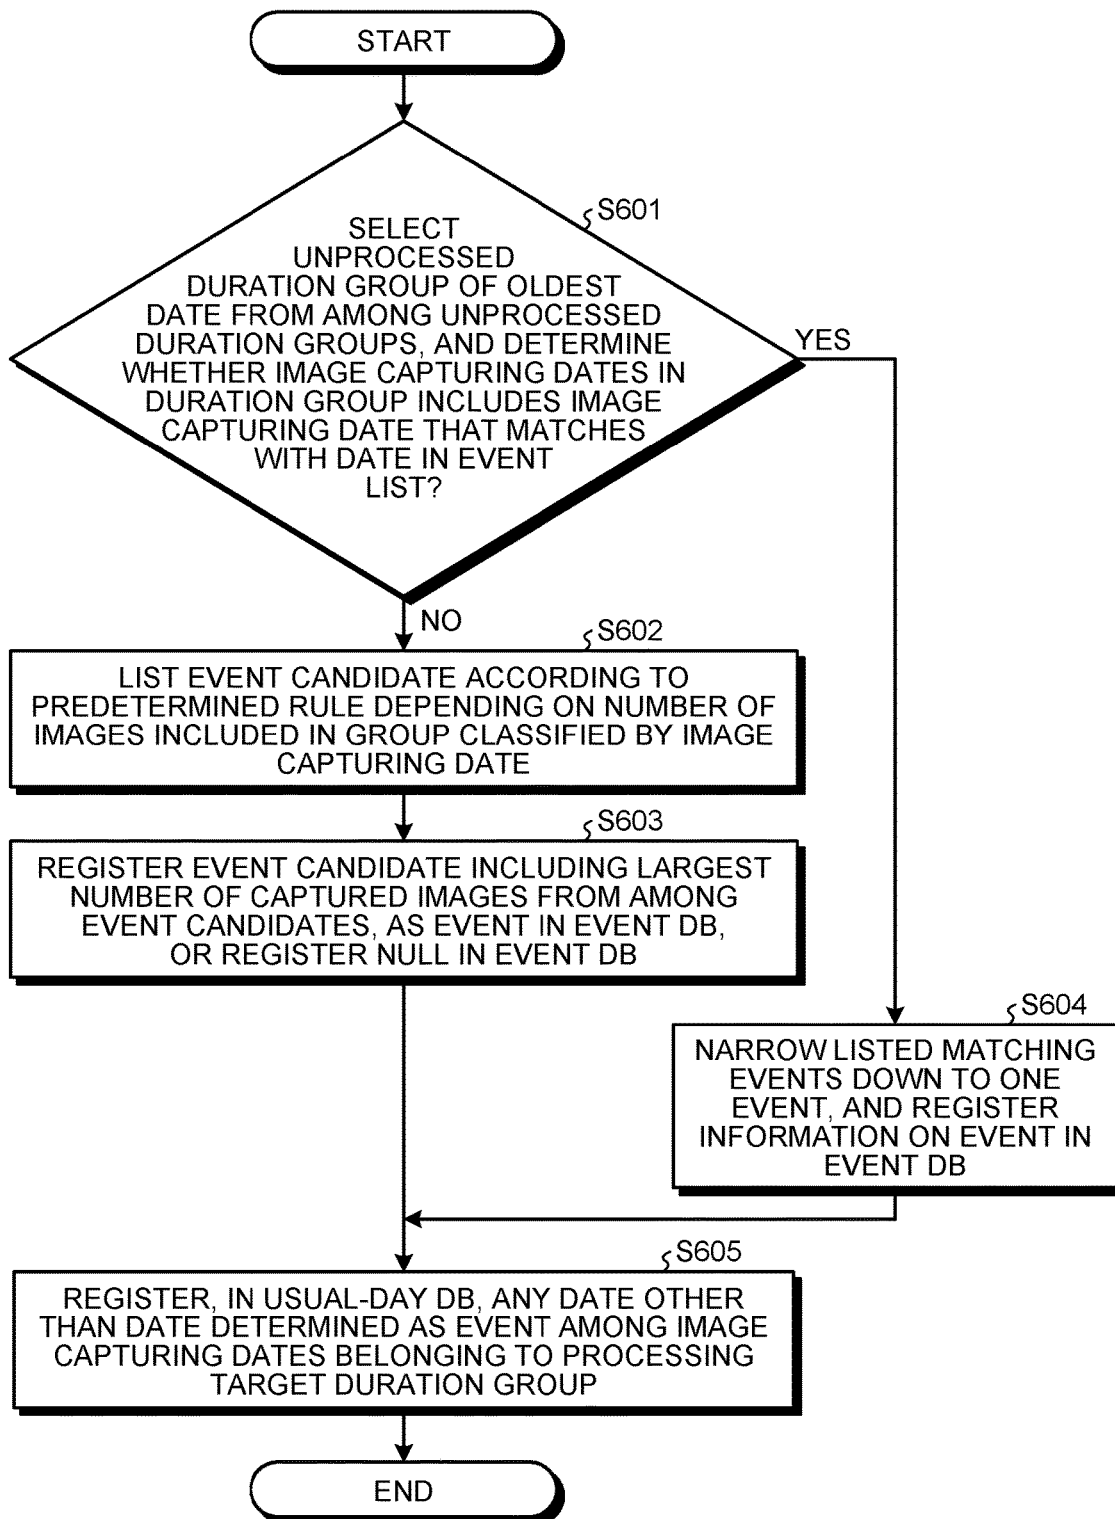 START
S601
SELECT
UNPROCESSED
DURATION GROUP OF OLDEST
DATE FROM AMONG UNPROCESSED
DURATION GROUPS, AND DETERMINE
WHETHER IMAGE CAPTURING DATES IN
DURATION GROUP INCLUDES IMAGE
CAPTURING DATE THAT MATCHES
WITH DATE IN EVENT
LIST?
YES
NO
S602
LIST EVENT CANDIDATE ACCORDING TO
PREDETERMINED RULE DEPENDING ON NUMBER OF
IMAGES INCLUDED IN GROUP CLASSIFIED BY IMAGE
CAPTURING DATE
S603
REGISTER EVENT CANDIDATE INCLUDING LARGEST
NUMBER OF CAPTURED IMAGES FROM AMONG
EVENT CANDIDATES, AS EVENT IN EVENT DB,
OR REGISTER NULL IN EVENT DB
S604
NARROW LISTED MATCHING
EVENTS DOWN TO ONE
EVENT, AND REGISTER
INFORMATION ON EVENT IN
EVENT DB
S605
REGISTER, IN USUAL-DAY DB, ANY DATE OTHER
THAN DATE DETERMINED AS EVENT AMONG IMAGE
CAPTURING DATES BELONGING TO PROCESSING
TARGET DURATION GROUP
END